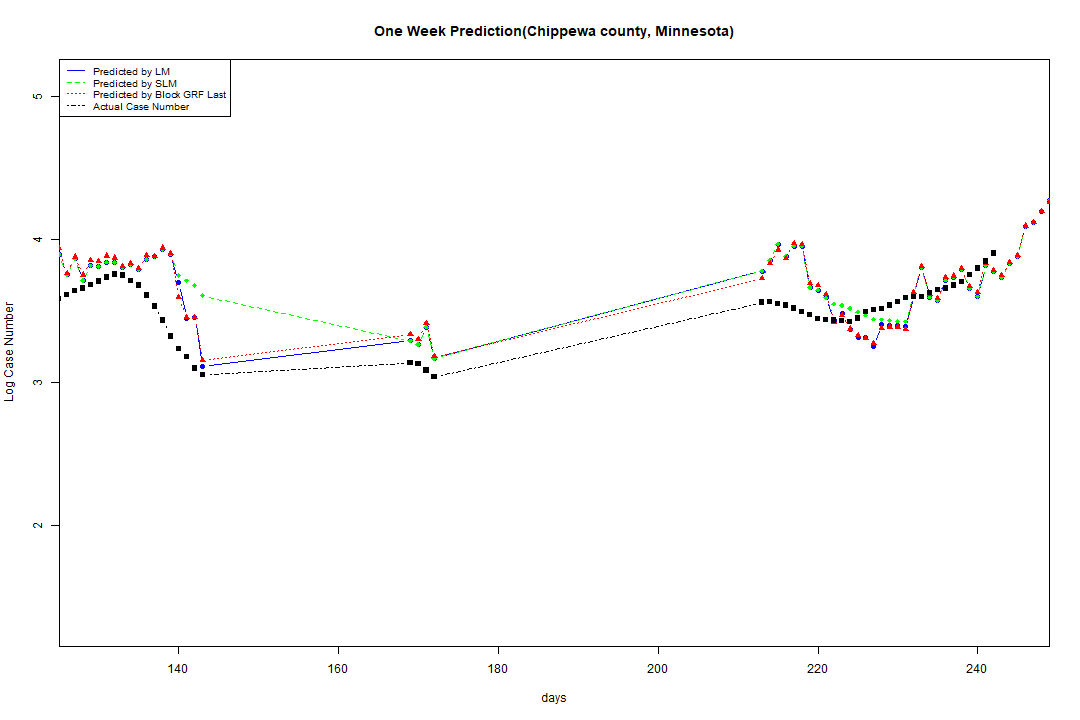 One Week Prediction(Chippewa county, Minnesota)
Predicted by LM
Predicted by SLM
Predicted by Block GRF Last
Actual Case Number
5
4
3
2
Log Case Number
140 160 180 200 220 240
days